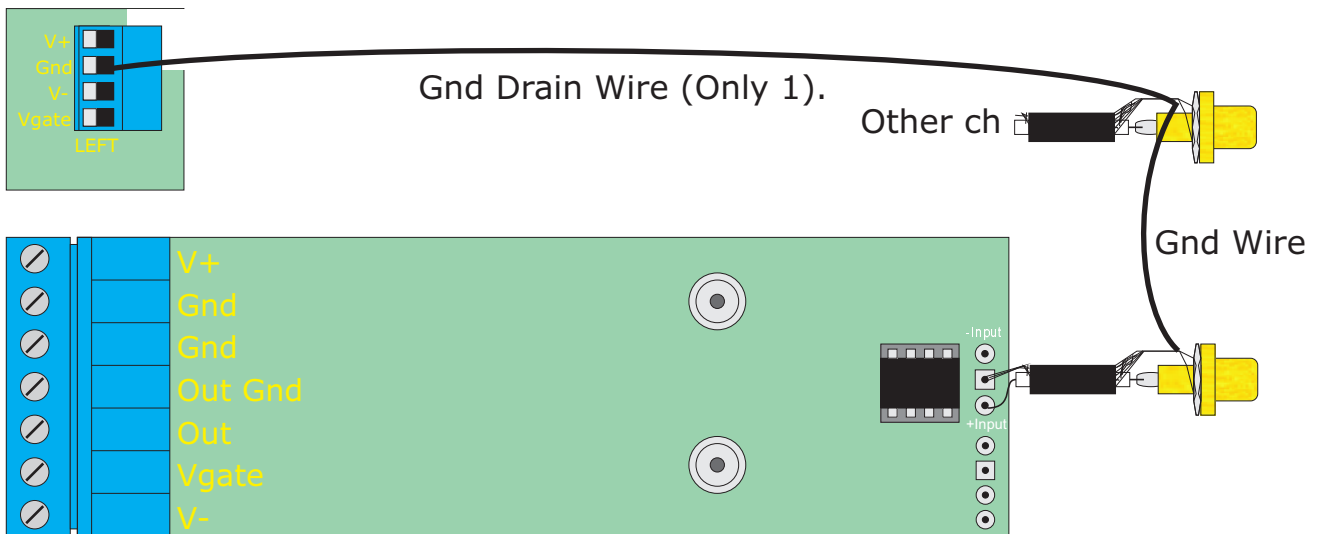 V+
Gnd
V-
Vgate
LEFT
Gnd Drain Wire (Only 1).
Other ch
Gnd Wire
V+
Gnd
Gnd
Out Gnd
Out
Vgate
V-
-Input
+Input